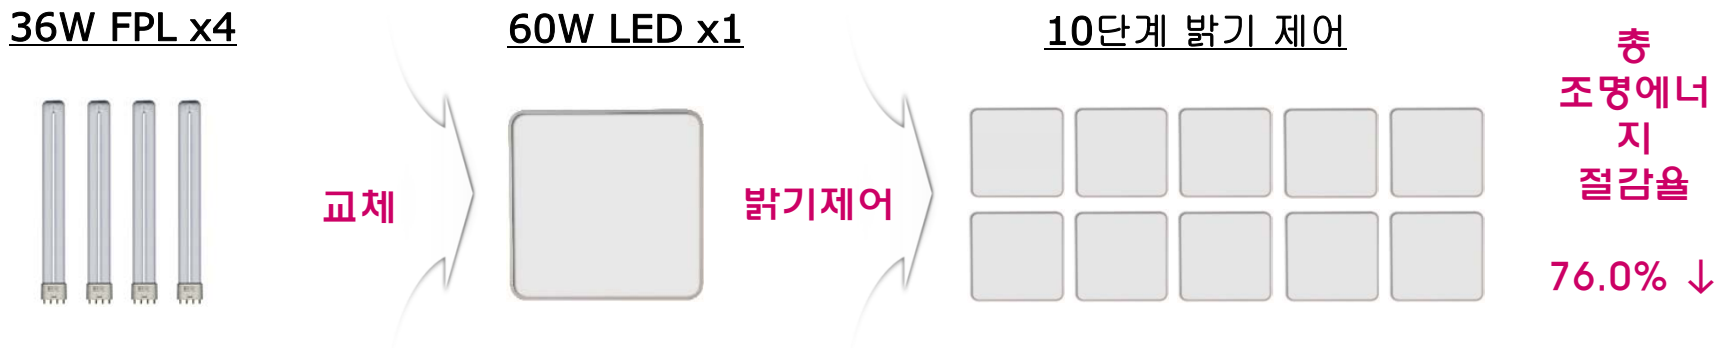 36W FPL x4
60W LED x1
10단계 밝기 제어
교체
밝기제어
총
조명에너
지
절감율
76.0% ↓